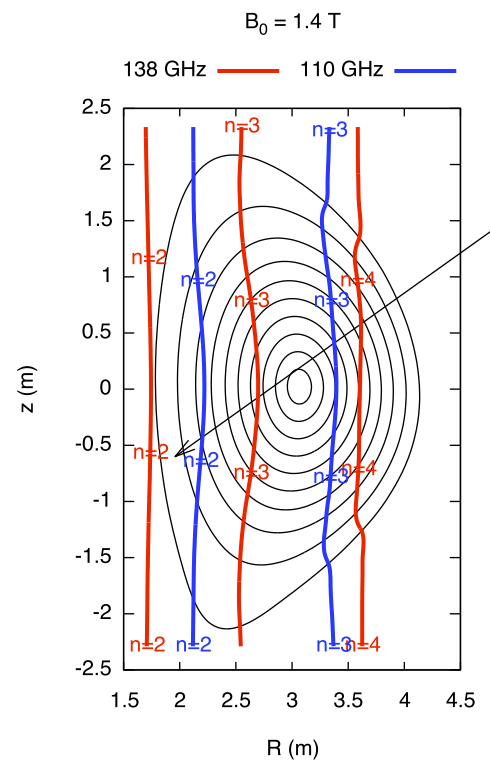 B₀ = 1.4 T
138 GHz 110 GHz
2.5
n=3 n=3
2
1.5
n=2
1
n=2 n=4
n=3 n=3
0.5
z (m)
0
-0.5
n=2 n=2
n=3 n=3 n=4
-1
-1.5
-2
n=2 n=2 n=3 n=4
-2.5
1.5 2 2.5 3 3.5 4 4.5
R (m)